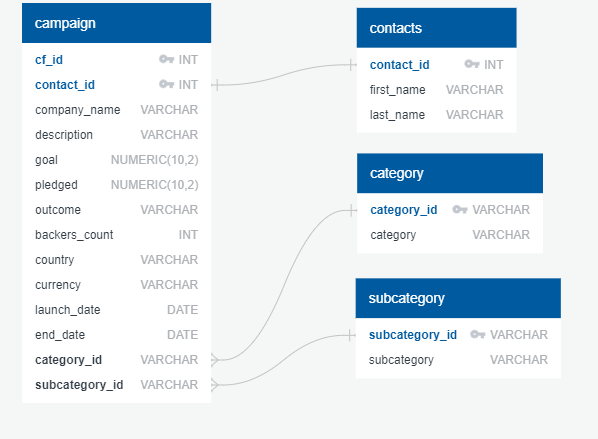 campaign
cf_id INT
contact_id INT
company_name VARCHAR
description VARCHAR
goal NUMERIC(10,2)
pledged NUMERIC(10,2)
outcome VARCHAR
backers_count INT
country VARCHAR
currency VARCHAR
launch_date DATE
end_date DATE
category_id VARCHAR
subcategory_id VARCHAR
contacts
contact_id INT
first_name VARCHAR
last_name VARCHAR
category
category_id VARCHAR
category VARCHAR
subcategory
subcategory_id VARCHAR
subcategory VARCHAR